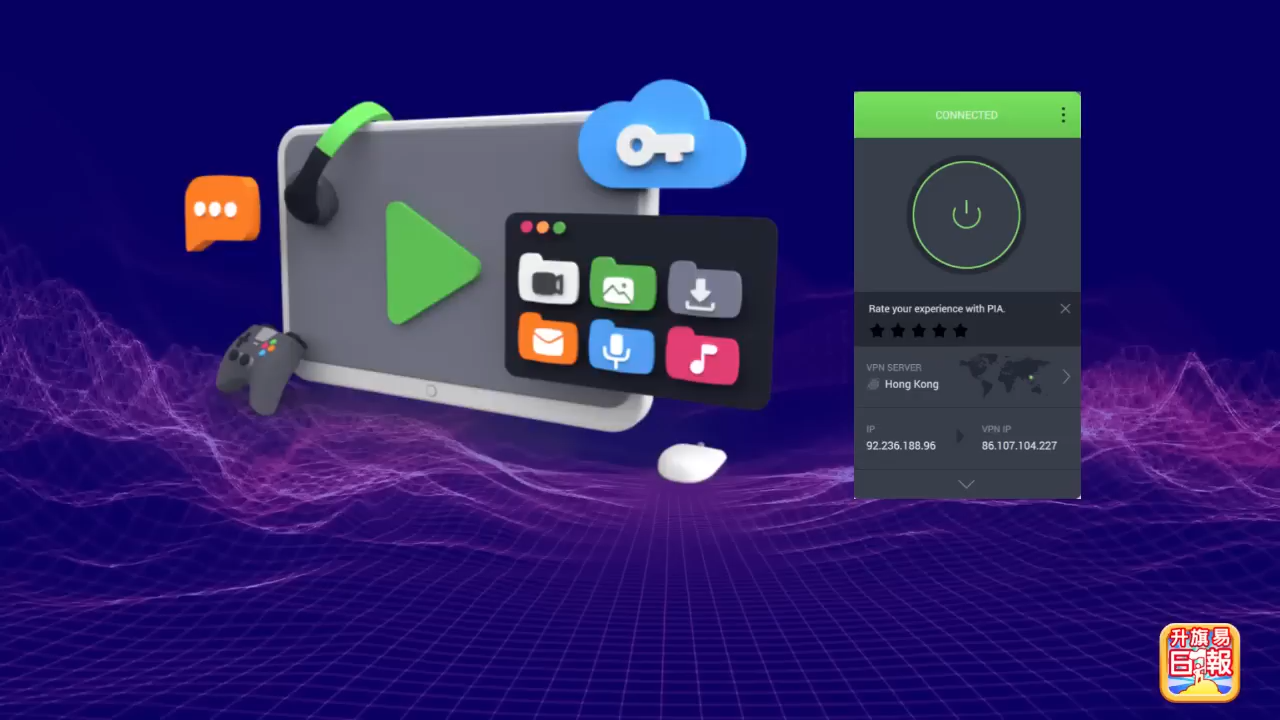 CONNECTED
Rate your experience with PIA.
VPN SERVER
Hong Kong
IP
VPN IP
92.236.188.96
86.107.104.227
升旗易
日報